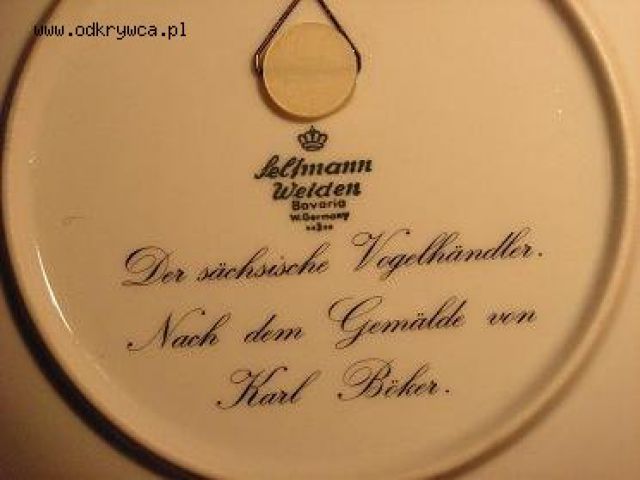 www.odkrywca.pl
Seltmann
Weiden
Bavaria
W.Germany
Der sächsische Vogelhändler.
Nach dem Gemälde von
Karl Böker.